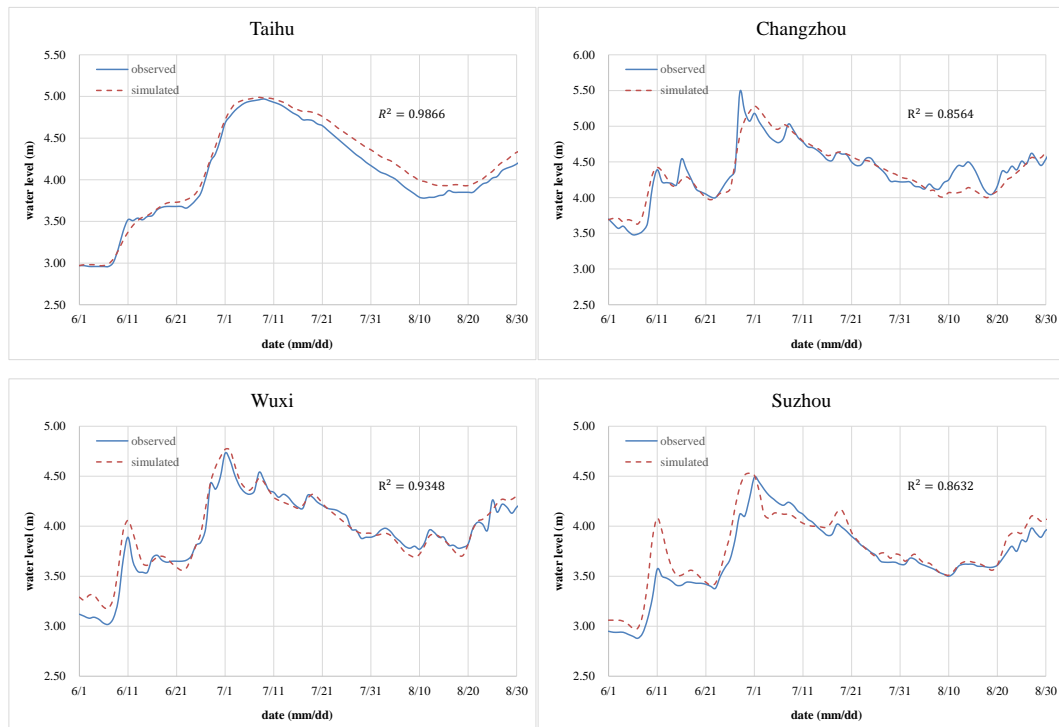 Taihu
5.50
5.00
4.50
4.00
3.50
3.00
2.50
water level (m)
observed
simulated
R² = 0.9866
6/1 6/11 6/21 7/1 7/11 7/21 7/31 8/10 8/20 8/30
date (mm/dd)
Changzhou
6.00
5.50
5.00
4.50
4.00
3.50
3.00
2.50
water level (m)
observed
simulated
R² = 0.8564
6/1 6/11 6/21 7/1 7/11 7/21 7/31 8/10 8/20 8/30
date (mm/dd)
Wuxi
5.00
4.50
4.00
3.50
3.00
2.50
water level (m)
observed
simulated
R² = 0.9348
6/1 6/11 6/21 7/1 7/11 7/21 7/31 8/10 8/20 8/30
date (mm/dd)
Suzhou
5.00
4.50
4.00
3.50
3.00
2.50
water level (m)
observed
simulated
R² = 0.8632
6/1 6/11 6/21 7/1 7/11 7/21 7/31 8/10 8/20 8/30
date (mm/dd)